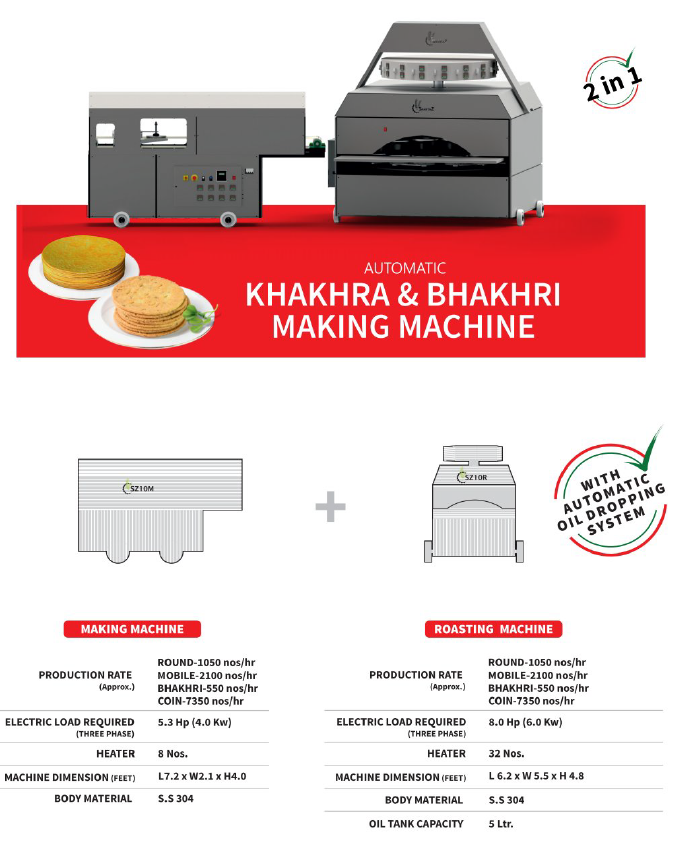 2 in 1
AUTOMATIC
KHAKHRA & BHAKHRI
MAKING MACHINE
SZ10M
+
SZ10R
WITH
AUTOMATIC
OIL DROPPING
SYSTEM
MAKING MACHINE
PRODUCTION RATE
(Approx.)
ROUND-1050 nos/hr
MOBILE-2100 nos/hr
BHAKHRI-550 nos/hr
COIN-7350 nos/hr
ELECTRIC LOAD REQUIRED
(THREE PHASE)
5.3 Hp (4.0 Kw)
HEATER
8 Nos.
MACHINE DIMENSION (FEET)
L7.2 x W2.1 x H4.0
BODY MATERIAL
S.S 304
ROASTING MACHINE
PRODUCTION RATE
(Approx.)
ROUND-1050 nos/hr
MOBILE-2100 nos/hr
BHAKHRI-550 nos/hr
COIN-7350 nos/hr
ELECTRIC LOAD REQUIRED
(THREE PHASE)
8.0 Hp (6.0 Kw)
HEATER
32 Nos.
MACHINE DIMENSION (FEET)
L 6.2 x W 5.5 x H 4.8
BODY MATERIAL
S.S 304
OIL TANK CAPACITY
5 Ltr.